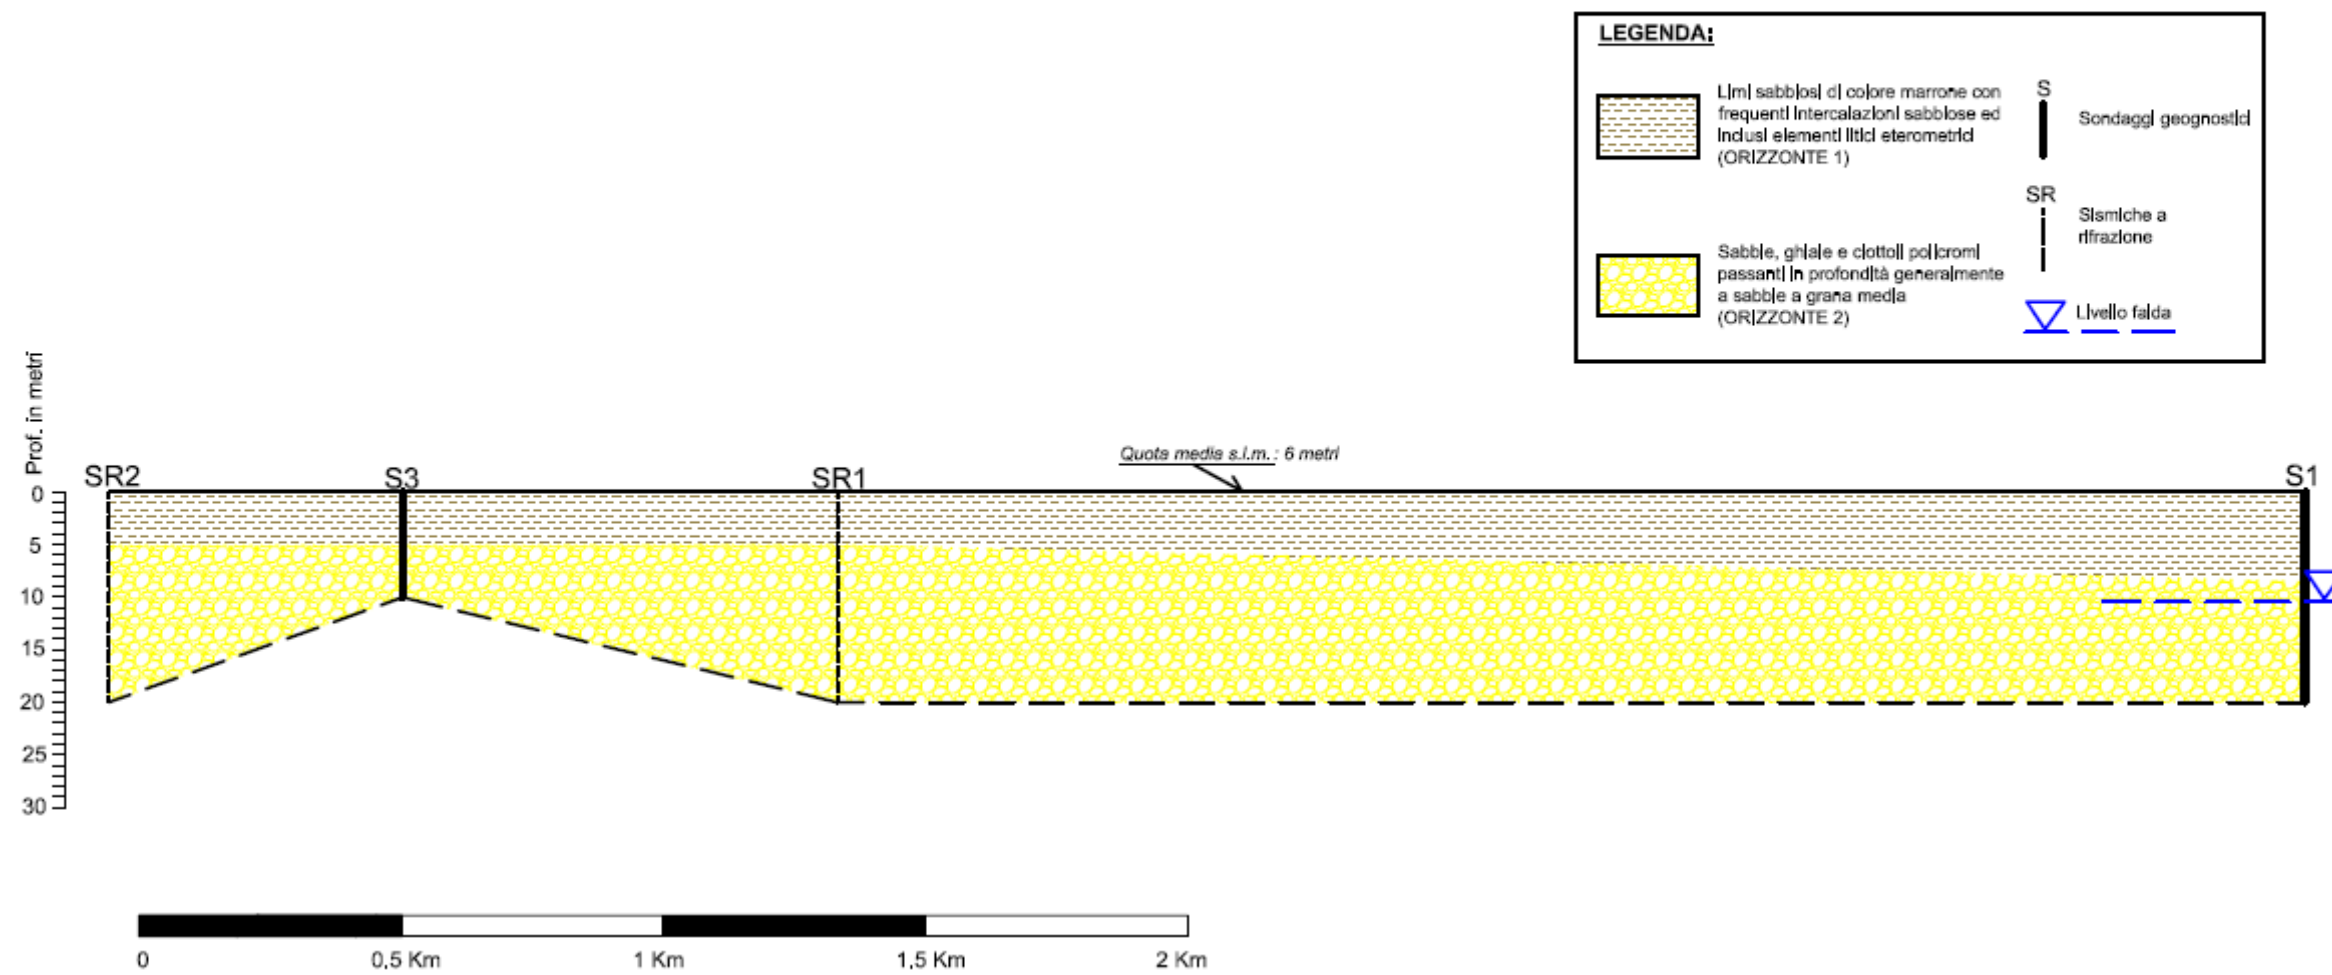 LEGENDA:
Limi sabbiosi di colore marrone con
frequenti intercalazioni sabbiose ed
inclusi elementi litici eterometrici
(ORIZZONTE 1)
S
Sondaggi geognostici
SR
Sismiche a
rifrazione
Sabbie, ghiaie e ciottoli policromi
passanti in profondità generalmente
a sabbie a grana media
(ORIZZONTE 2)
Livello falda
Prof. in metri
Quota media s.l.m. : 6 metri
SR2
S3
SR1
S1
0
5
10
15
20
25
30
0
0,5 Km
1 Km
1,5 Km
2 Km